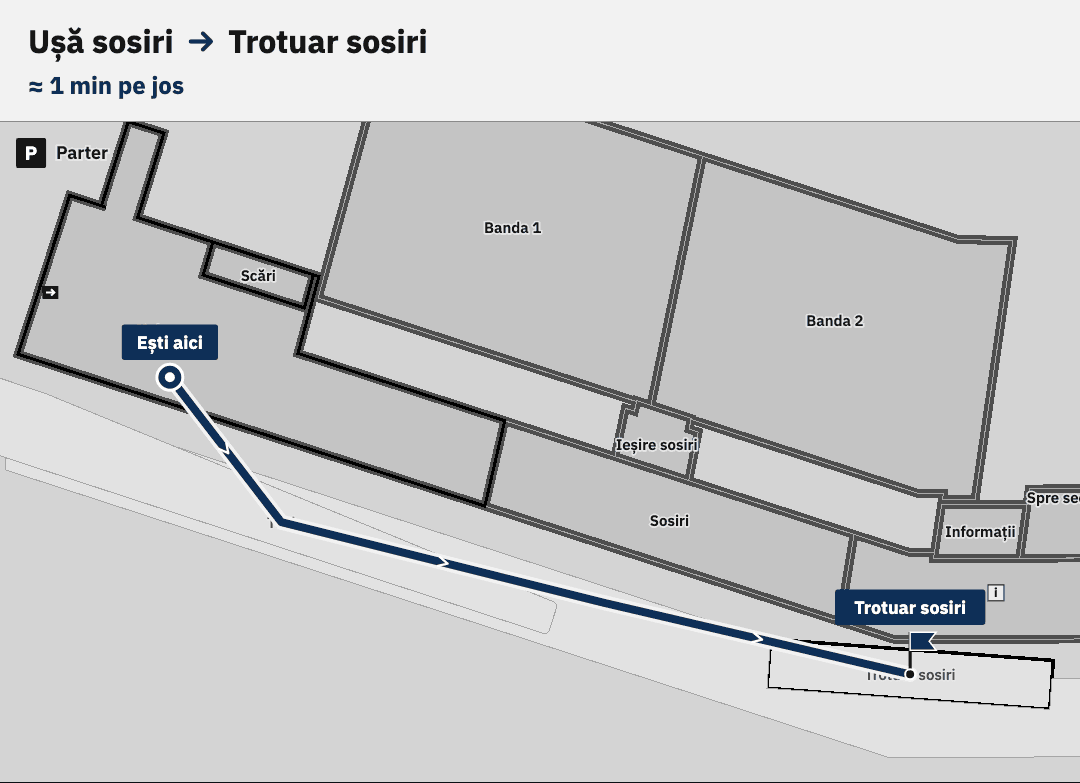 Ușă sosiri → Trotuar sosiri
≈ 1 min pe jos
P Parter
Banda 1
Scări
Banda 2
Ești aici
Ieșire sosiri
Spre
Sosiri
Informații
i
Trotuar sosiri
sosiri